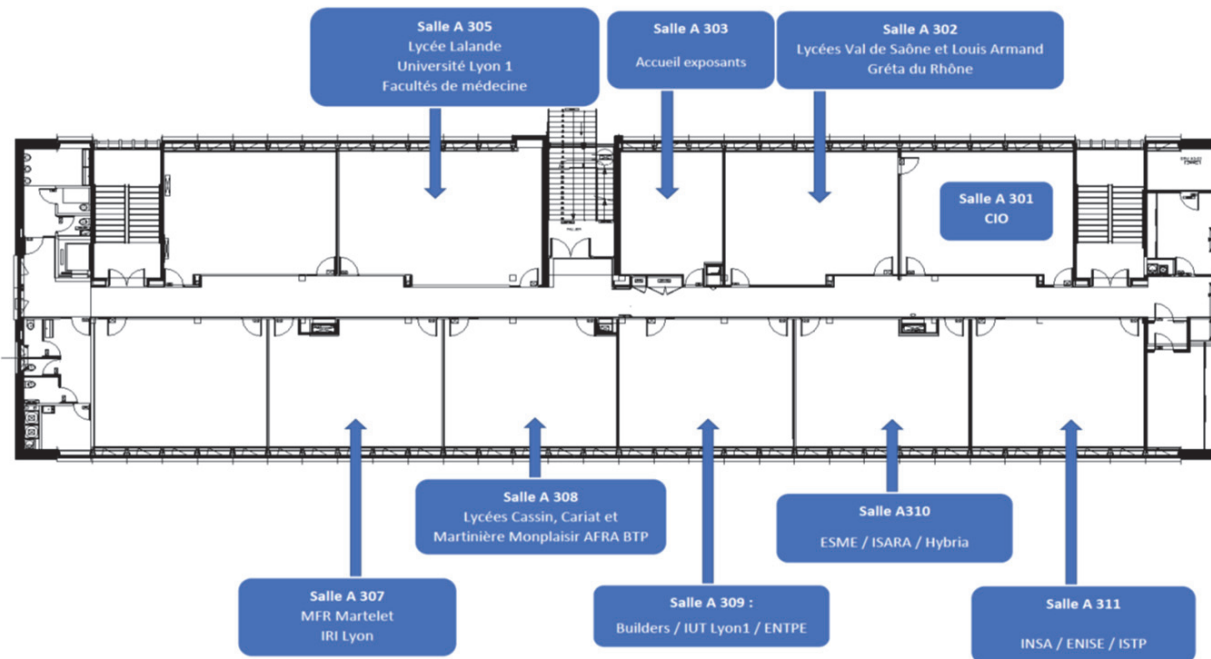 Salle A 305
Lycée Lalande
Université Lyon 1
Facultés de médecine
Salle A 303
Accueil exposants
Salle A 302
Lycées Val de Saône et Louis Armand
Gréta du Rhône
Salle A 301
CIO
Salle A 308
Lycées Cassin, Cariat et
Martinière Monplaisir AFRA BTP
Salle A310
ESME / ISARA / Hybria
Salle A 307
MFR Martelet
IRI Lyon
Salle A 309 :
Builders / IUT Lyon1 / ENTPE
Salle A 311
INSA / ENISE / ISTP